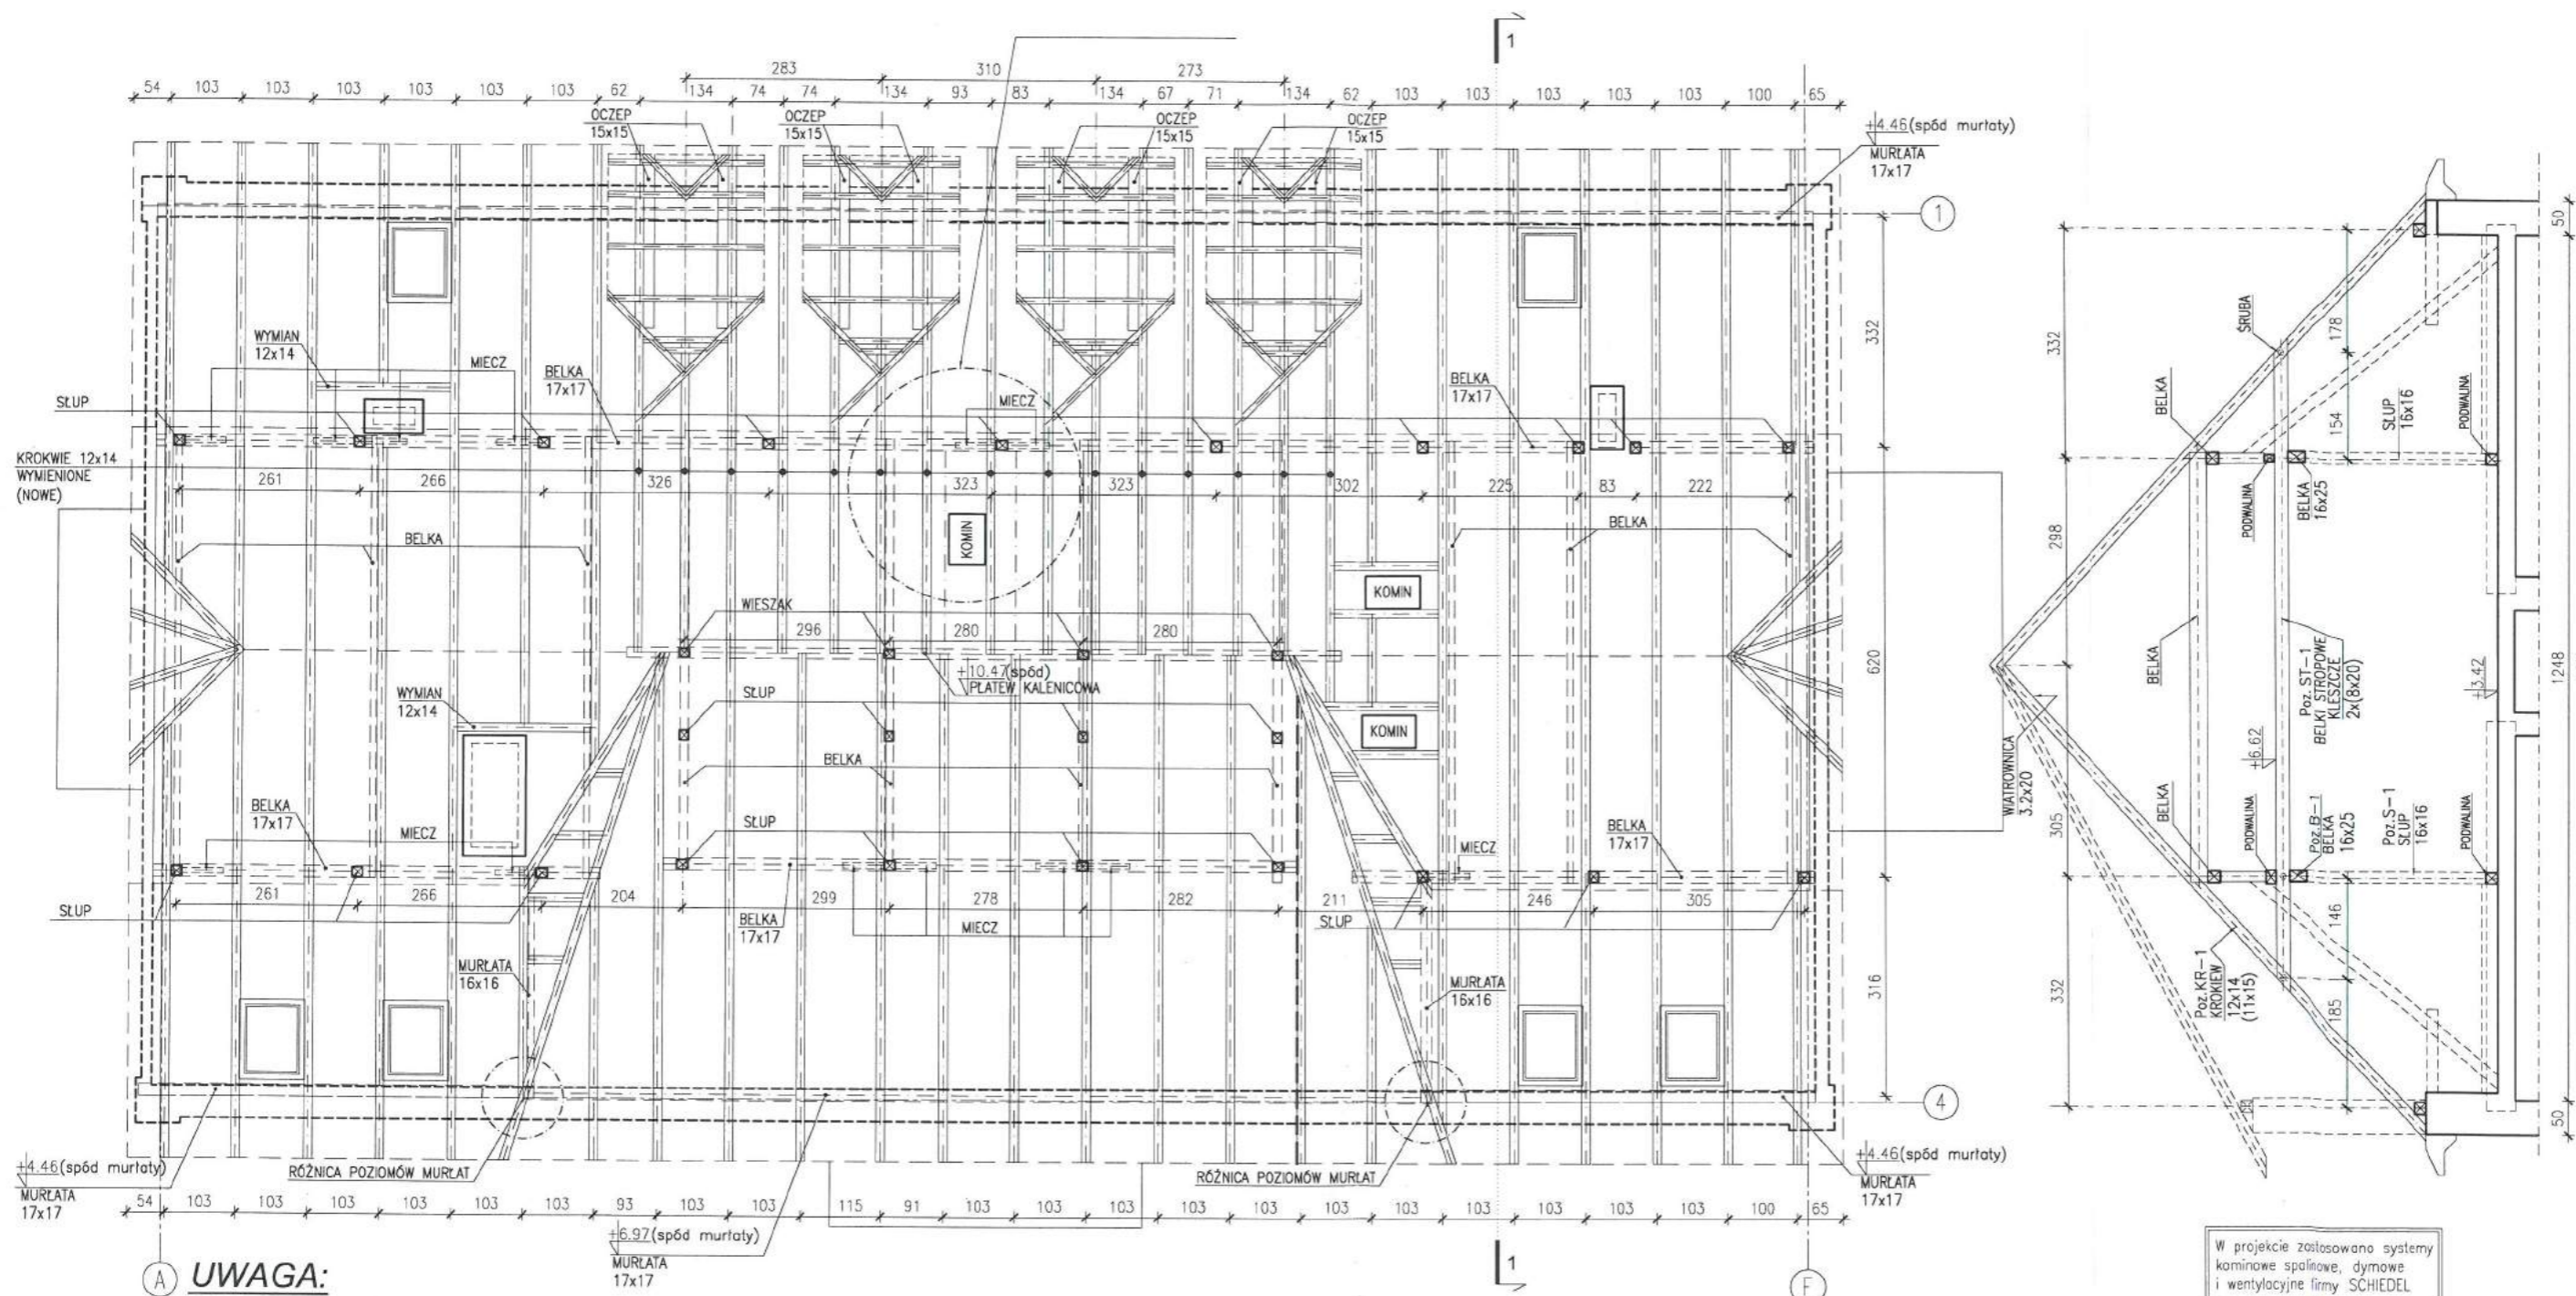 1
283 310 273
54 103 103 103 103 103 103 62 134 74 74 134 93 83 134 67 71 134 62 103 103 103 103 103 100 65
OCZEP
15x15
OCZEP
15x15
OCZEP
15x15
OCZEP
15x15
+4.46(spód murłaty)
MURŁATA
17x17
1
WYMIAN
12x14
MIECZ
BELKA
17x17
MIECZ
BELKA
17x17
332
SŁUP
KROKWIE 12x14
WYMIENIONE
(NOWE)
261 266 326 323 323 302 225 83 222
BELKA
KOMIN
BELKA
KOMIN
WIESZAK
296 280 280
620
+10.47(spód)
PŁATEW KALENICOWA
WYMIAN
12x14
SŁUP
KOMIN
BELKA
BELKA
17x17
MIECZ
SŁUP
BELKA
17x17
MIECZ
261 266 204 299 278 282 211 246 305
SŁUP
BELKA
17x17
MIECZ
SŁUP
MURŁATA
16x16
MURŁATA
16x16
316
4
+4.46(spód murłaty)
MURŁATA
17x17
RÓŻNICA POZIOMÓW MURŁAT
RÓŻNICA POZIOMÓW MURŁAT
+4.46(spód murłaty)
MURŁATA
17x17
54 103 103 103 103 103 103 93 103 103 115 91 103 103 103 103 103 103 103 103 103 103 103 100 65
+6.97(spód murłaty)
MURŁATA
17x17
A
UWAGA:
1
50
332
178
ŚRUBA
BELKA
154
SŁUP
16x16
PODWALINA
PODWALINA
BELKA
16x25
298
BELKA
Poz. ST-1
BELKI STROPOWE
KLESZCZE
2x(8x20)
+3.42
1248
+6.62
WIATROWNICA
3.2x20
305
BELKA
PODWALINA
Poz.B-1
BELKA
16x25
Poz.S-1
SŁUP
16x16
PODWALINA
146
332
Poz.KR-1
KROKIEW
12x14
(11x15)
185
50
W projekcie zastosowano systemy
kominowe spalinowe, dymowe
i wentylacyjne firmy SCHIEDEL